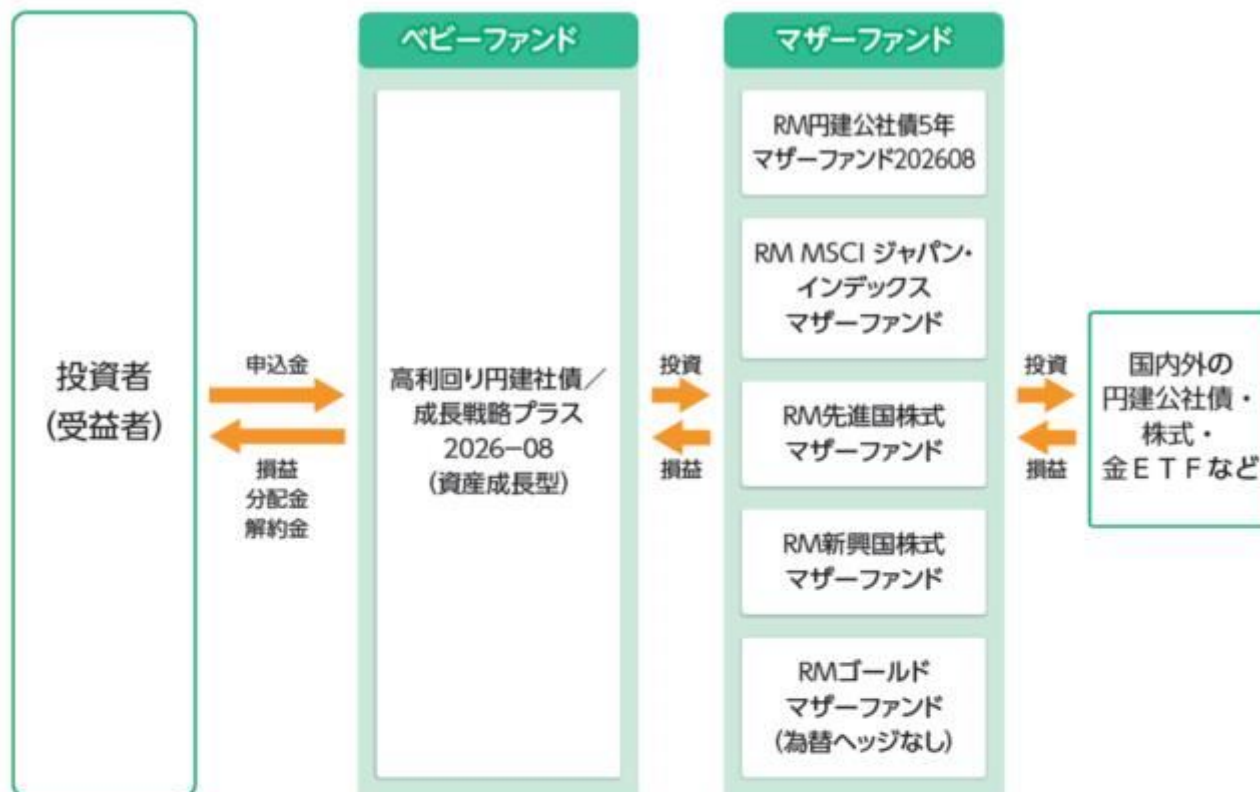 投資者
(受益者)
申込金
損益
分配金
解約金
ベビーファンド
高利回り円建社債／
成長戦略プラス
2026−08
(資産成長型)
投資
損益
マザーファンド
RM円建公社債5年
マザーファンド202608
RM MSCI ジャパン・
インデックス
マザーファンド
RM先進国株式
マザーファンド
RM新興国株式
マザーファンド
RMゴールド
マザーファンド
(為替ヘッジなし)
投資
損益
国内外の
円建公社債・
株式・
金ＥＴＦなど